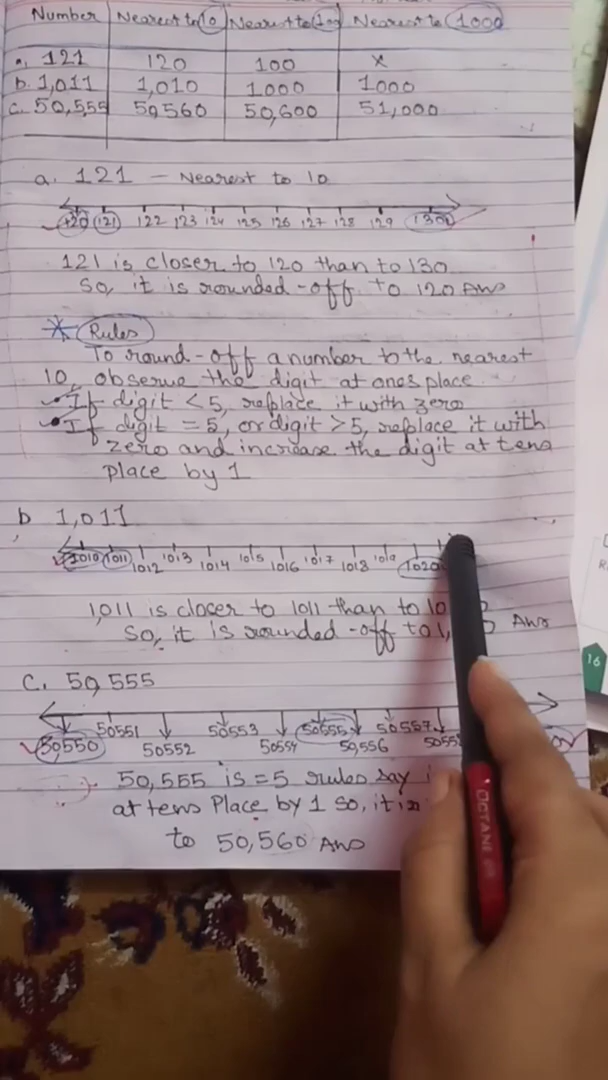 Number Nearest to 10 Nearest to 100 Nearest to 1000
a. 121 120 100 x
b. 1,011 1,010 1000 1000
c. 50,555 50,560 50,600 51,000
a. 121 - Nearest to 10
120 121 122 123 124 125 126 127 128 129 130
121 is closer to 120 than to 130
So, it is rounded-off to 120 Ans
* Rules
To round-off a number to the nearest
10, observe the digit at ones place.
• If digit < 5, replace it with zero
• If digit = 5, or digit > 5, replace it with
zero and increase the digit at tens
place by 1
b 1,011
1010 1011 1012 1013 1014 1015 1016 1017 1018 1019 1020
1,011 is closer to 1011 than to 10
So, it is rounded-off to 1, Ans
C. 50,555
50,550 50551 50552 50553 50554 50555 50,556 50557
50,555 is = 5 rules say
at tens Place by 1 so, it is
to 50,560 Ans
OCTANE
16